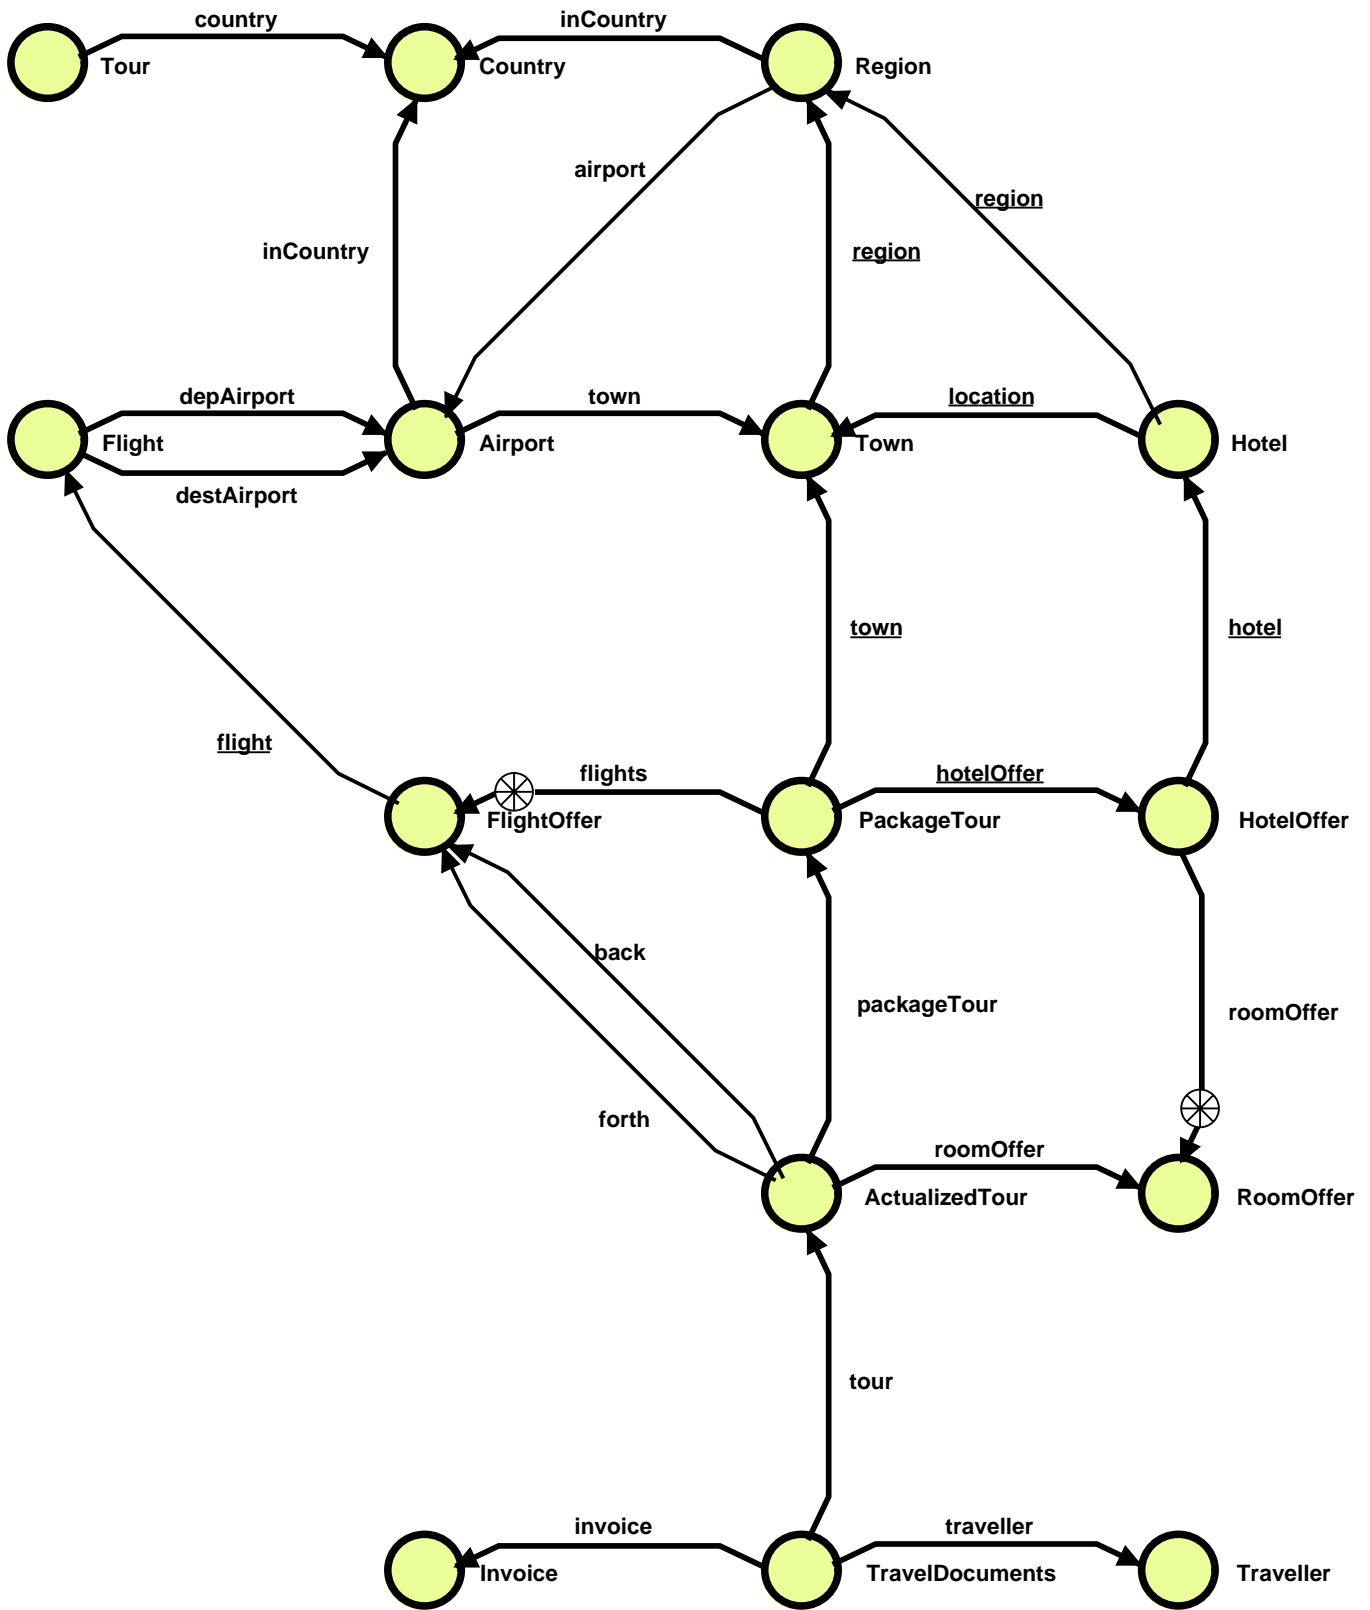 country
inCountry
Tour
Country
Region
airport
region
inCountry
region
depAirport
town
location
Flight
Airport
Town
Hotel
destAirport
town
hotel
flight
flights
hotelOffer
FlightOffer
PackageTour
HotelOffer
back
packageTour
roomOffer
forth
roomOffer
ActualizedTour
RoomOffer
tour
invoice
traveller
Invoice
TravelDocuments
Traveller